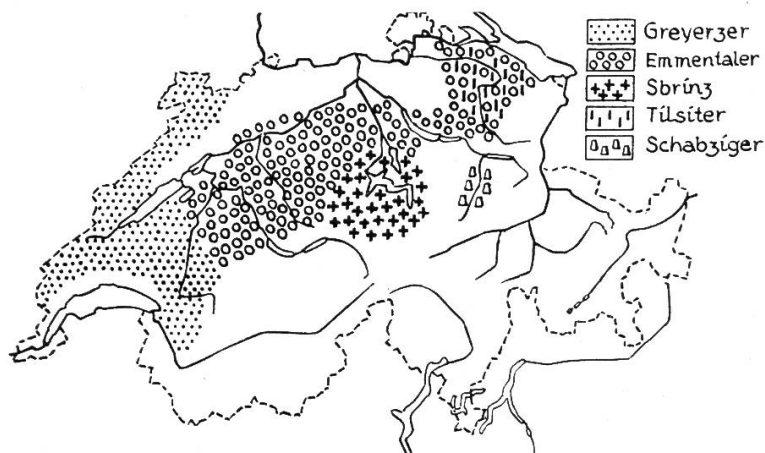 Greyerzer
Emmentaler
Sbrinz
Tilsiter
Schabziger